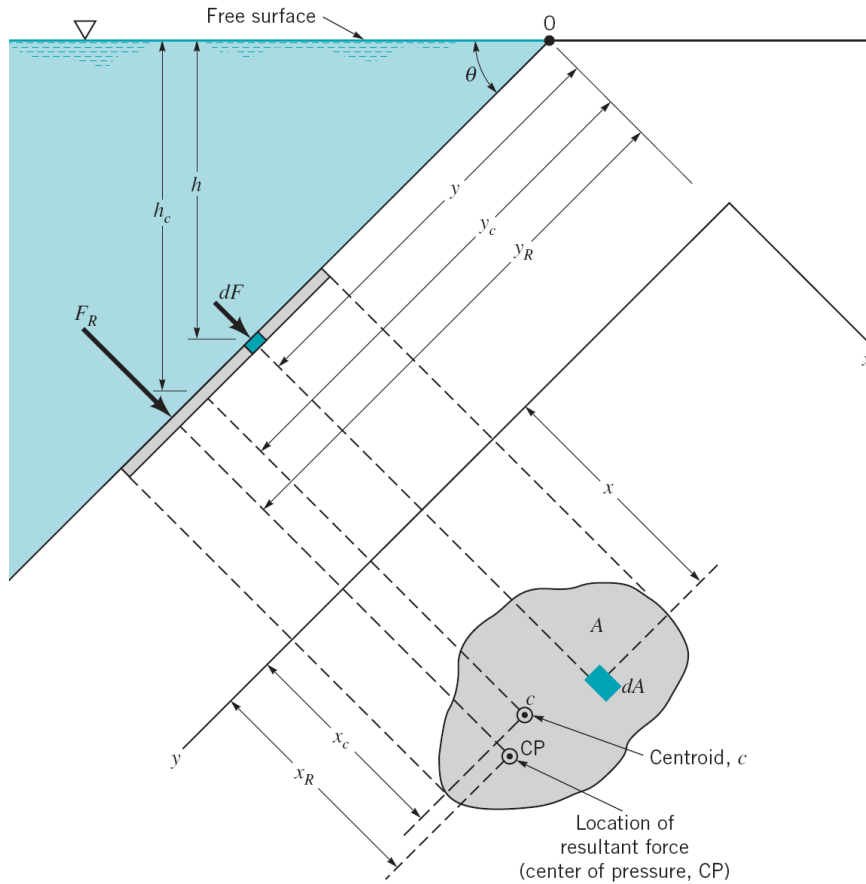 Free surface
O
θ
h
h_c
y
y_c
y_R
dF
F_R
x
x
A
dA
c
x_c
CP
y
x_R
Centroid, c
Location of
resultant force
(center of pressure, CP)